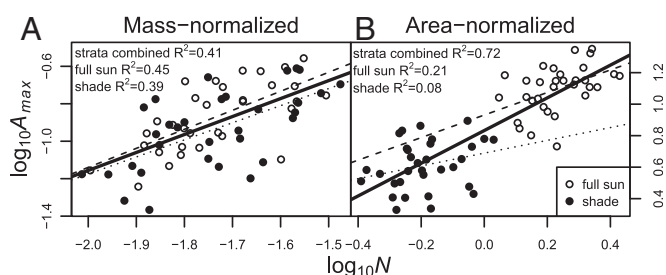 A Mass−normalized
B Area−normalized
strata combined R²=0.41
full sun R²=0.45
shade R²=0.39
strata combined R²=0.72
full sun R²=0.21
shade R²=0.08
log₁₀Amax
−0.6
−1.0
−1.4
1.2
1.0
0.8
0.6
0.4
full sun
shade
−2.0 −1.9 −1.8 −1.7 −1.6 −1.5
−0.4 −0.2 0.0 0.2 0.4
log₁₀N